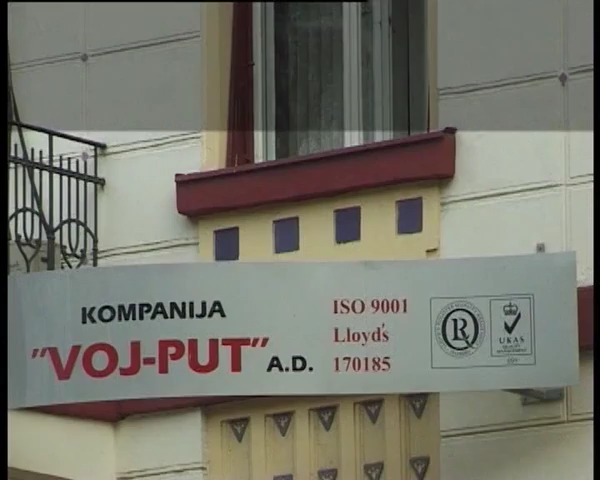 KOMPANIJA
"VOJ-PUT" A.D.
ISO 9001
Lloyd's
170185
R
UKAS